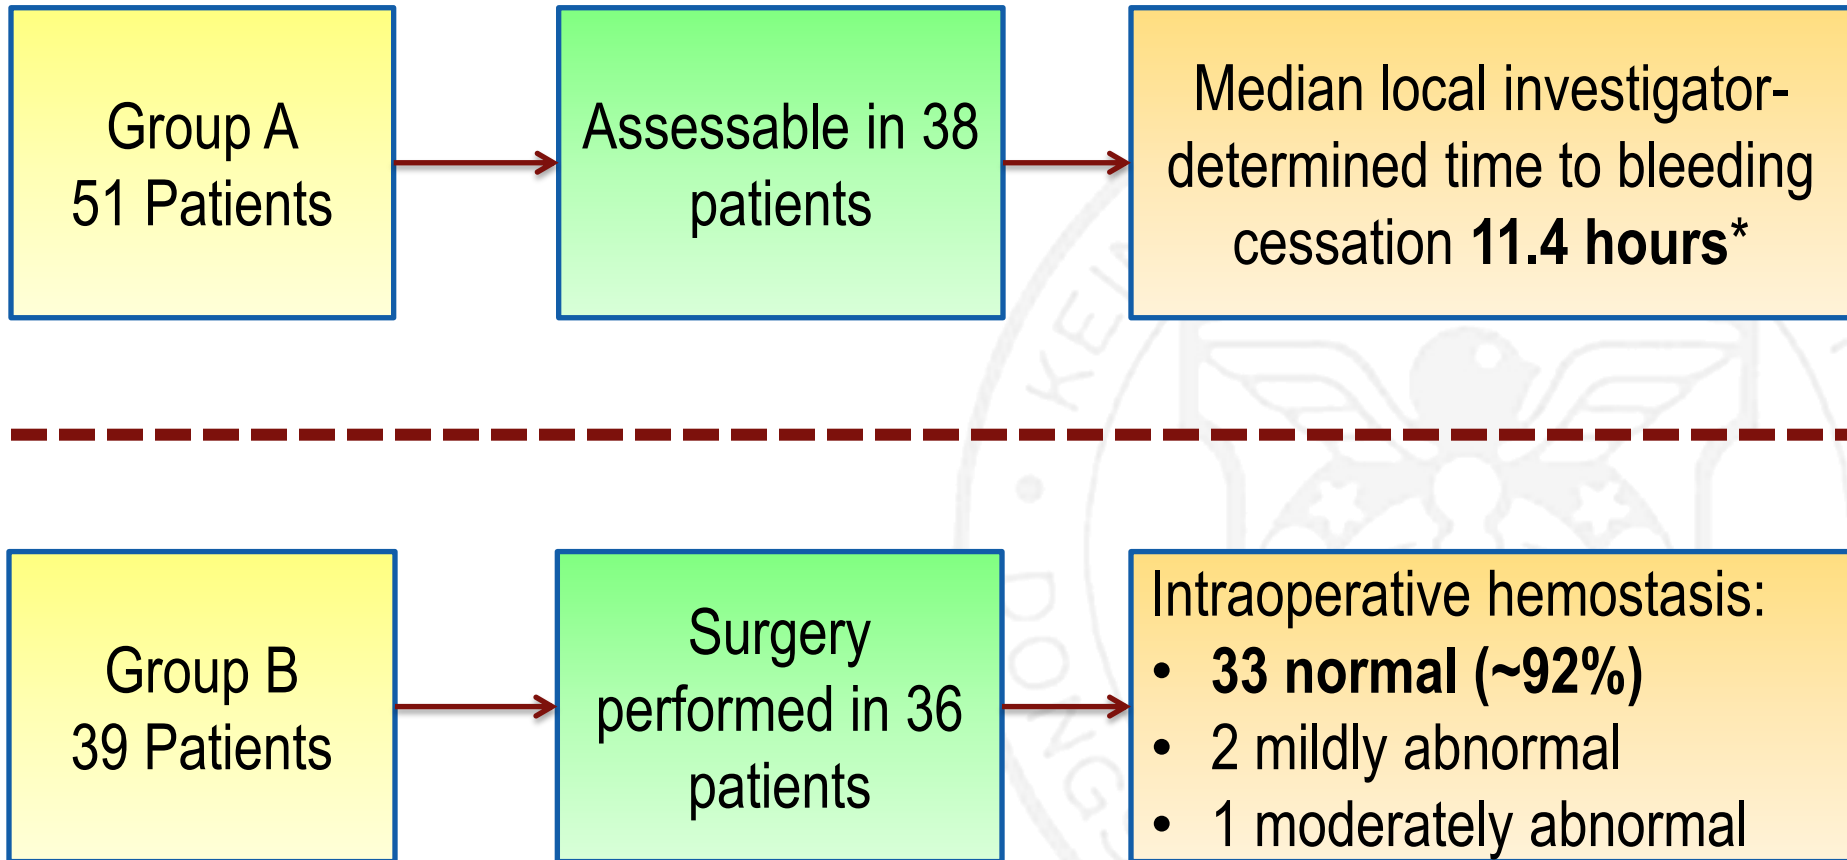 Group A
51 Patients
Assessable in 38
patients
Median local investigator-
determined time to bleeding
cessation 11.4 hours*
Group B
39 Patients
Surgery
performed in 36
patients
Intraoperative hemostasis:
• 33 normal (~92%)
• 2 mildly abnormal
• 1 moderately abnormal